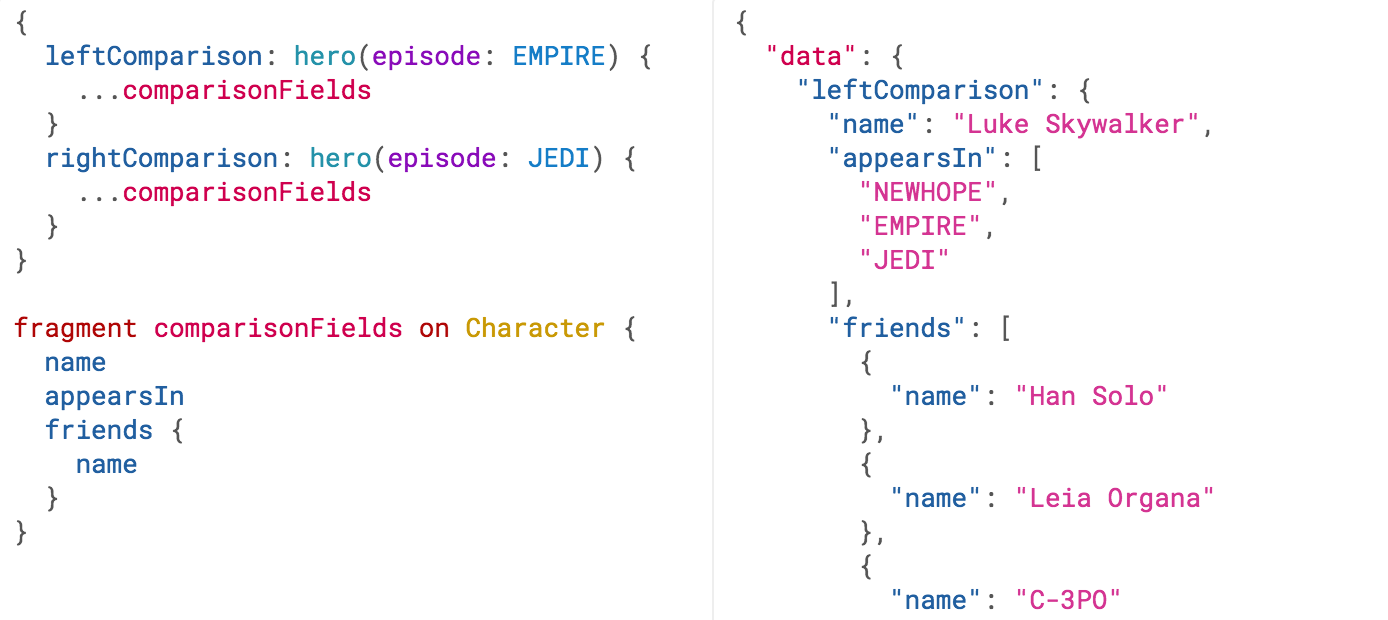 {
  leftComparison: hero(episode: EMPIRE) {
    ...comparisonFields
  }
  rightComparison: hero(episode: JEDI) {
    ...comparisonFields
  }
}

fragment comparisonFields on Character {
  name
  appearsIn
  friends {
    name
  }
}
{
  "data": {
    "leftComparison": {
      "name": "Luke Skywalker",
      "appearsIn": [
        "NEWHOPE",
        "EMPIRE",
        "JEDI"
      ],
      "friends": [
        {
          "name": "Han Solo"
        },
        {
          "name": "Leia Organa"
        },
        {
          "name": "C-3PO"